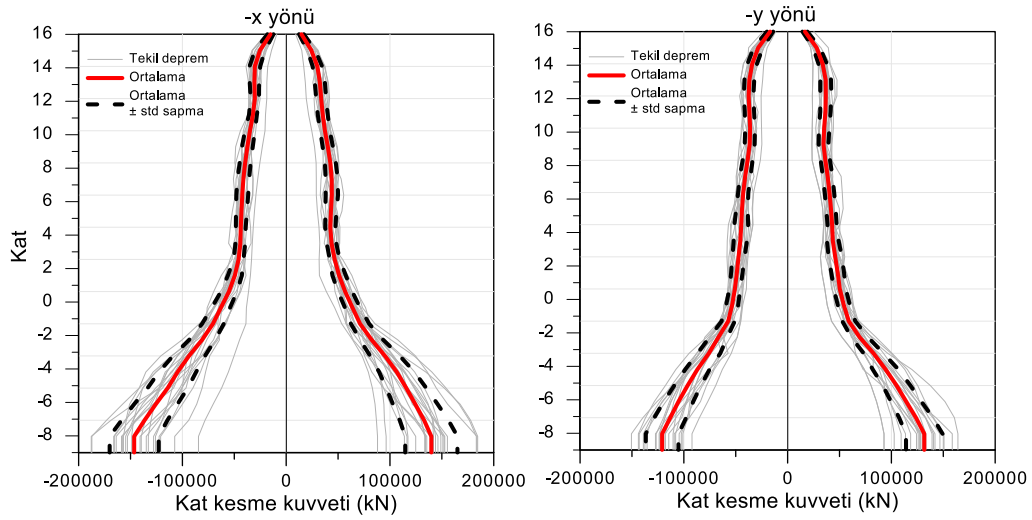 -x yönü
16
14
12
10
8
6
4
2
0
-2
-4
-6
-8
Kat
Tekil deprem
Ortalama
Ortalama
± std sapma
-200000 -100000 0 100000 200000
Kat kesme kuvveti (kN)
-y yönü
16
14
12
10
8
6
4
2
0
-2
-4
-6
-8
Tekil deprem
Ortalama
Ortalama
± std sapma
-200000 -100000 0 100000 200000
Kat kesme kuvveti (kN)